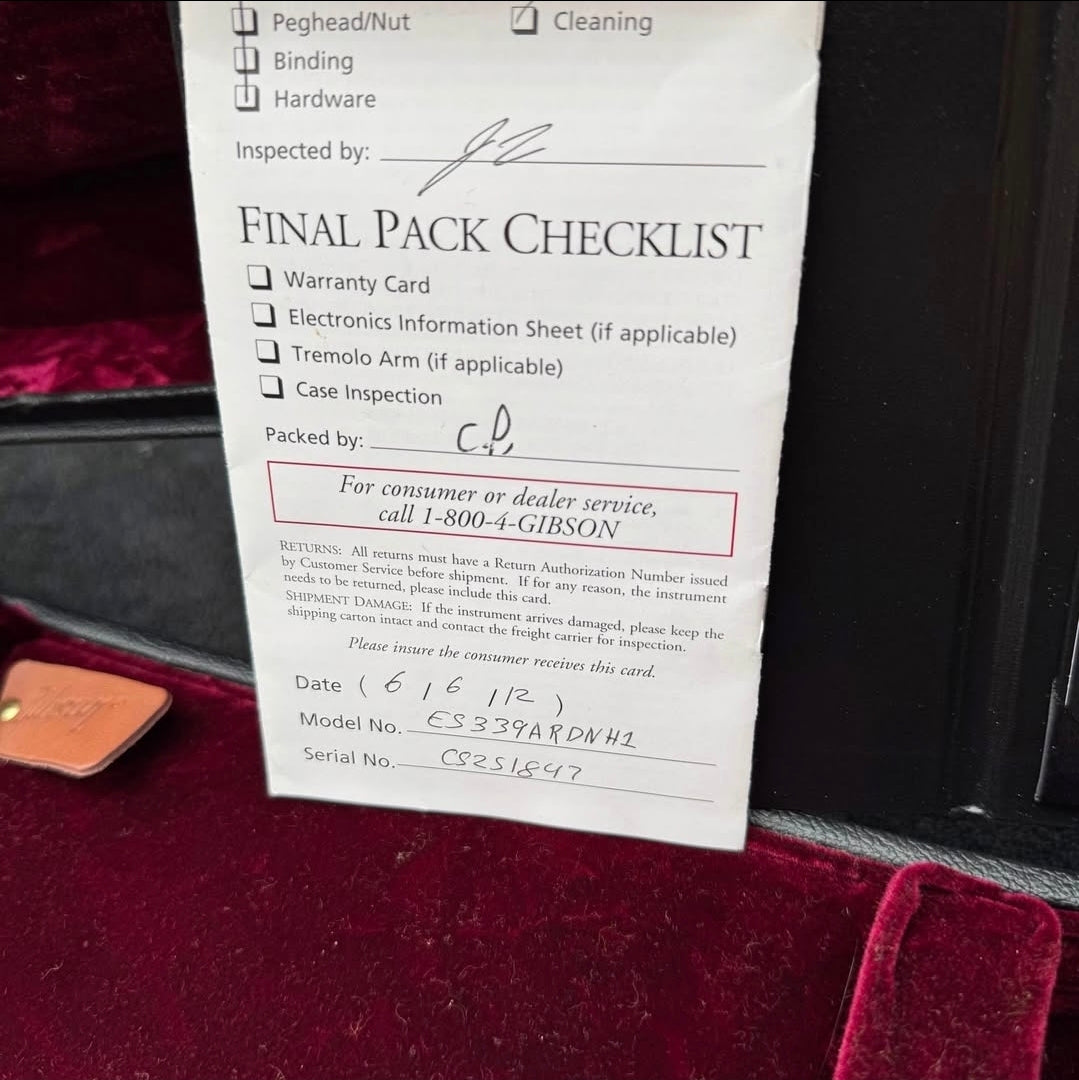 Peghead/Nut
Cleaning
Binding
Hardware
Inspected by:
FINAL PACK CHECKLIST
Warranty Card
Electronics Information Sheet (if applicable)
Tremolo Arm (if applicable)
Case Inspection
Packed by: C.P.
For consumer or dealer service,
call 1-800-4-GIBSON
RETURNS: All returns must have a Return Authorization Number issued
by Customer Service before shipment. If for any reason, the instrument
needs to be returned, please include this card.
SHIPMENT DAMAGE: If the instrument arrives damaged, please keep the
shipping carton intact and contact the freight carrier for inspection.
Please insure the consumer receives this card.
Date ( 6 / 6 / 12 )
Model No. ES339ARDNH1
Serial No. CS251847